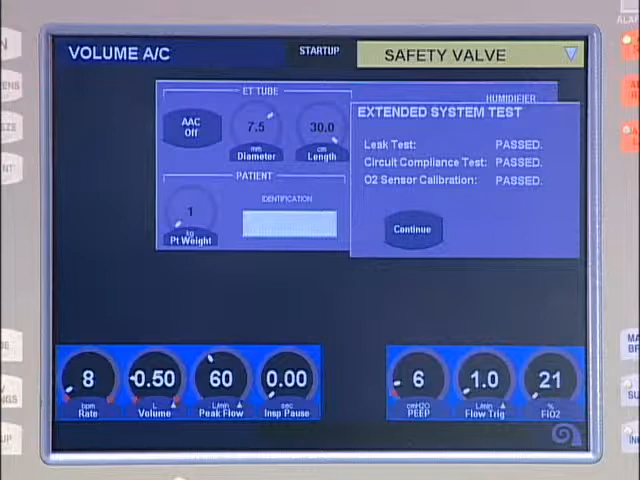 VOLUME A/C
STARTUP
SAFETY VALVE
ET TUBE
HUMIDIFIER
AAC
Off
7.5
mm
Diameter
30.0
cm
Length
EXTENDED SYSTEM TEST
Leak Test: PASSED.
Circuit Compliance Test: PASSED.
O2 Sensor Calibration: PASSED.
PATIENT
IDENTIFICATION
1
kg
Pt Weight
Continue
8
bpm
Rate
0.50
L
Volume
60
L/min
Peak Flow
0.00
sec
Insp Pause
6
cmH2O
PEEP
1.0
L/min
Flow Trig
21
%
FIO2